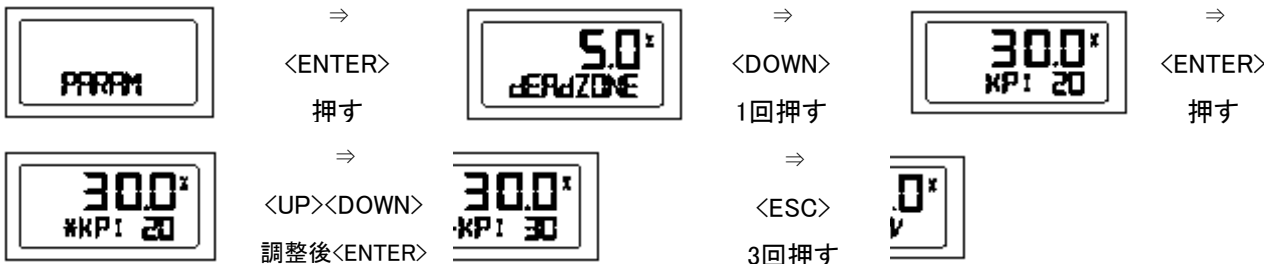 ⇒ ⇒ ⇒
PARAM <ENTER> 5.0% dEAdZONE <DOWN> 30.0% KPI 20 <ENTER>
押す 1回押す 押す
⇒ ⇒
30.0% *KPI 20 <UP><DOWN> 30.0% KPI 30 <ESC> .0%
調整後<ENTER> 3回押す